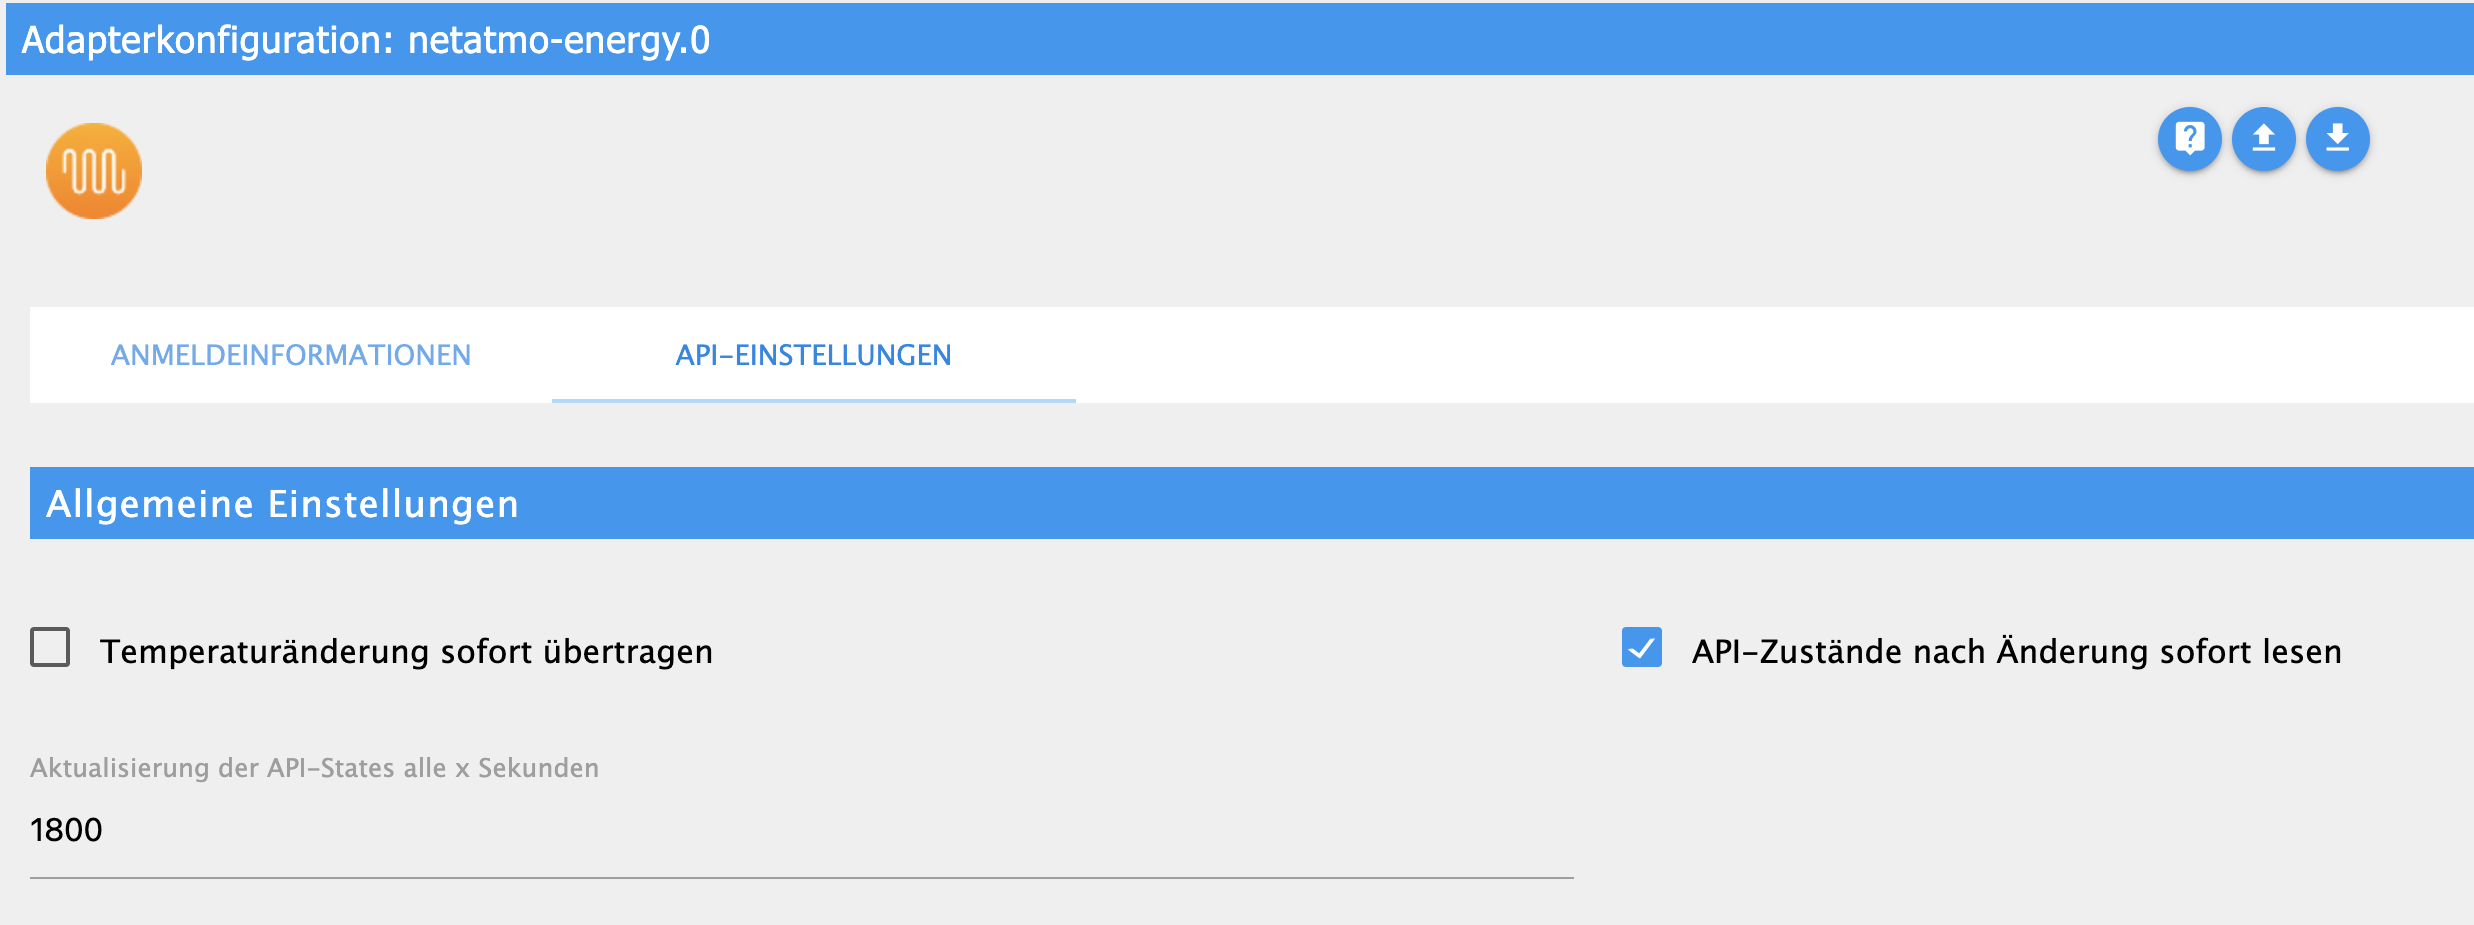 Adapterkonfiguration: netatmo-energy.0
ANMELDEINFORMATIONEN
API-EINSTELLUNGEN
Allgemeine Einstellungen
Temperaturänderung sofort übertragen
API-Zustände nach Änderung sofort lesen
Aktualisierung der API-States alle x Sekunden
1800